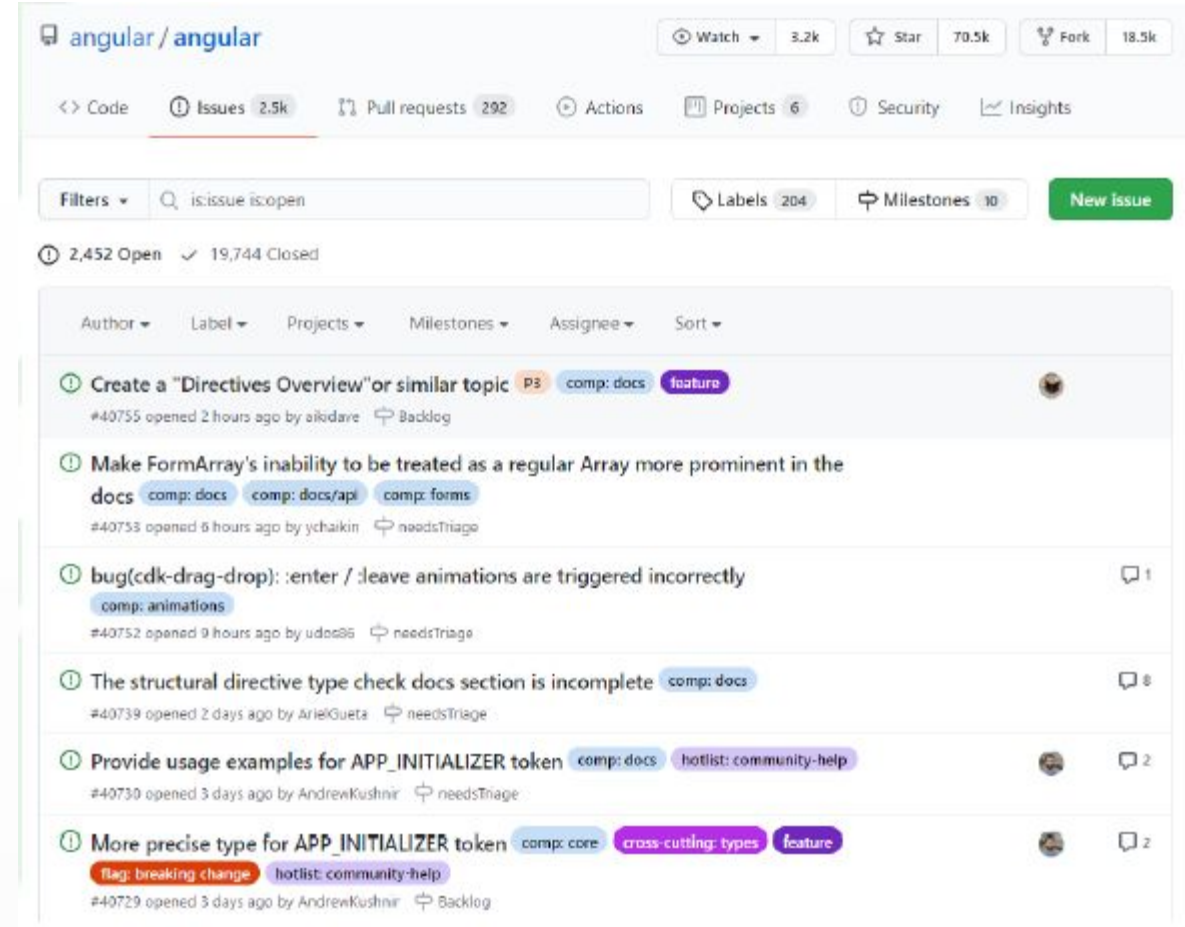 angular / angular
Watch 3.2k Star 70.5k Fork 18.5k
Code Issues 2.5k Pull requests 292 Actions Projects 6 Security Insights
Filters is:issue is:open Labels 204 Milestones 10 New issue
2,452 Open 19,744 Closed
Author Label Projects Milestones Assignee Sort
Create a "Directives Overview"or similar topic P3 comp: docs feature
#40755 opened 2 hours ago by aikidave Backlog
Make FormArray's inability to be treated as a regular Array more prominent in the
docs comp: docs comp: docs/api comp: forms
#40753 opened 6 hours ago by ychaikin needsTriage
bug(cdk-drag-drop): :enter / :leave animations are triggered incorrectly 1
comp: animations
#40752 opened 9 hours ago by udos86 needsTriage
The structural directive type check docs section is incomplete comp: docs 8
#40739 opened 2 days ago by ArielGueta needsTriage
Provide usage examples for APP_INITIALIZER token comp: docs hotlist: community-help 2
#40730 opened 3 days ago by AndrewKushnir needsTriage
More precise type for APP_INITIALIZER token comp: core cross-cutting: types feature 2
flag: breaking change hotlist: community-help
#40729 opened 3 days ago by AndrewKushnir Backlog